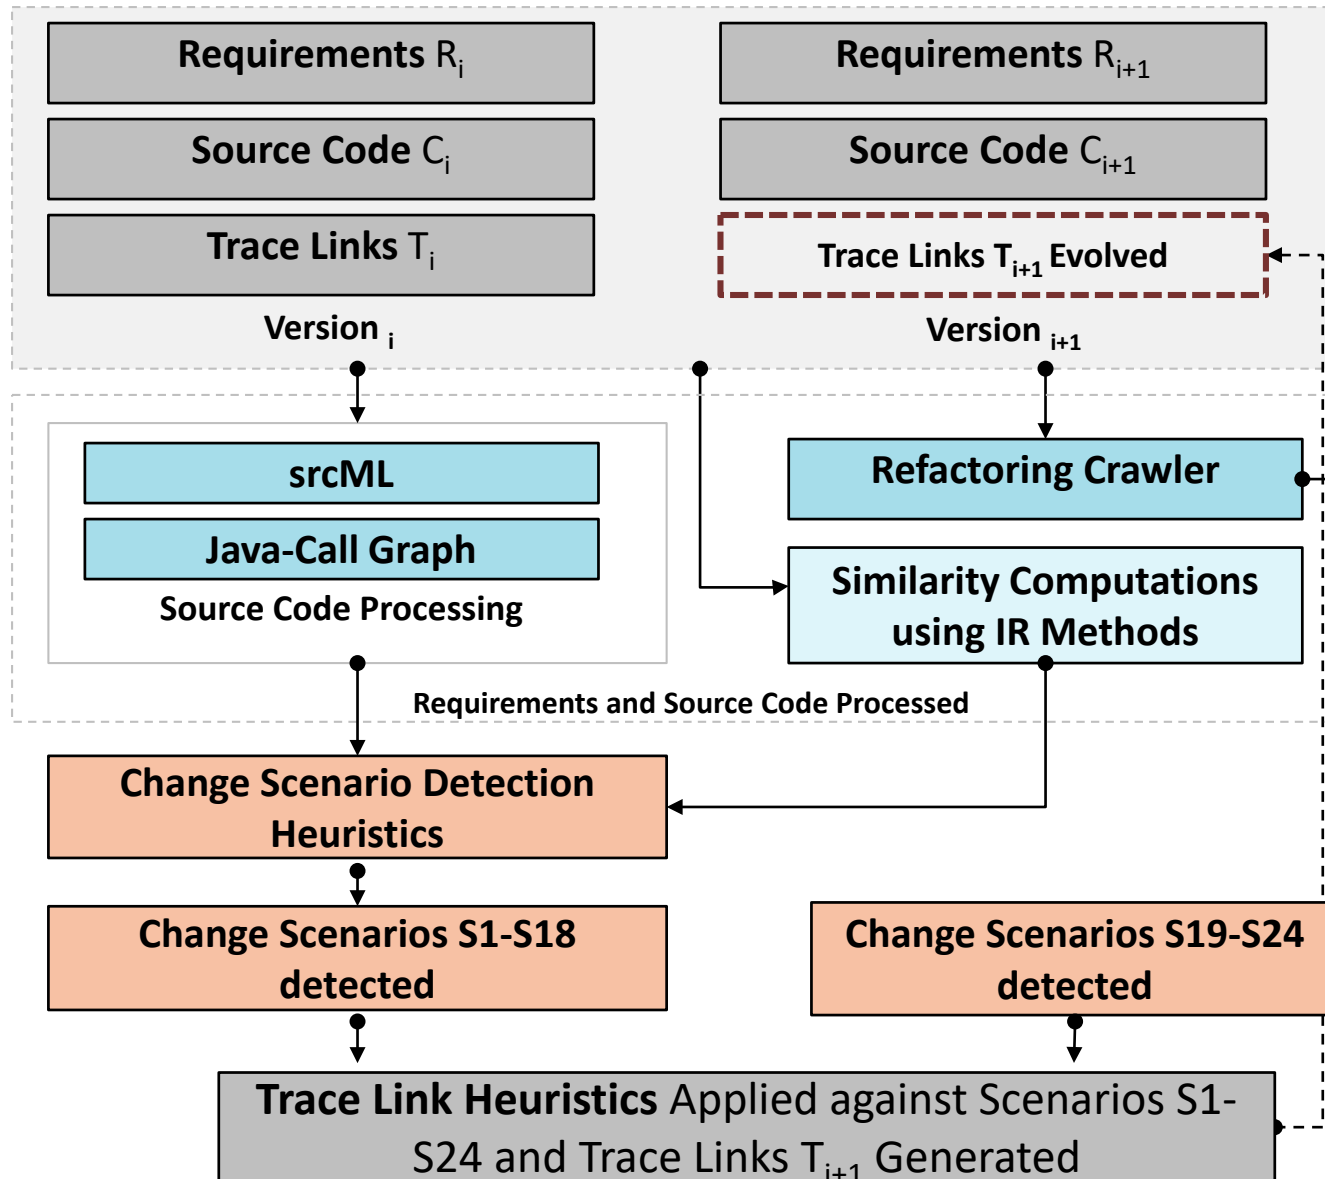 Requirements Ri
Source Code Ci
Trace Links Ti
Version i
Requirements Ri+1
Source Code Ci+1
Trace Links Ti+1 Evolved
Version i+1
srcML
Java-Call Graph
Source Code Processing
Refactoring Crawler
Similarity Computations
using IR Methods
Requirements and Source Code Processed
Change Scenario Detection
Heuristics
Change Scenarios S1-S18
detected
Change Scenarios S19-S24
detected
Trace Link Heuristics Applied against Scenarios S1-
S24 and Trace Links Ti+1 Generated